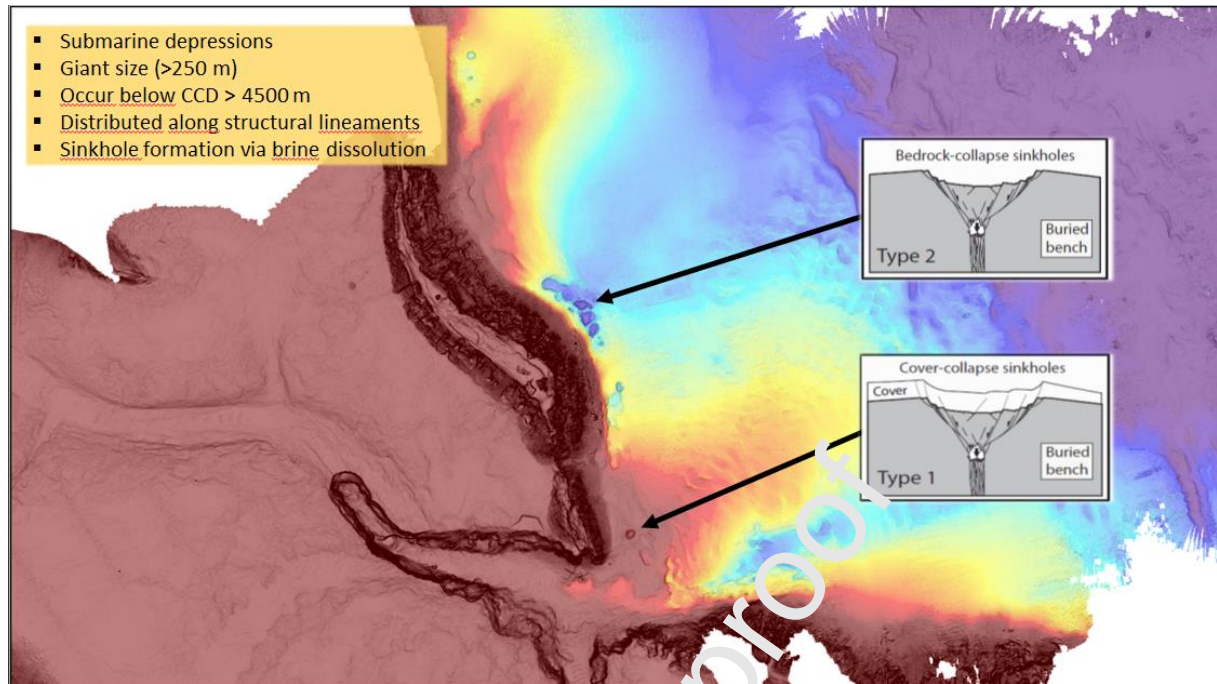 ▪ Submarine depressions
▪ Giant size (>250 m)
▪ Occur below CCD > 4500 m
▪ Distributed along structural lineaments
▪ Sinkhole formation via brine dissolution
Bedrock-collapse sinkholes
Buried
bench
Type 2
Cover-collapse sinkholes
Cover
Buried
bench
Type 1
proof